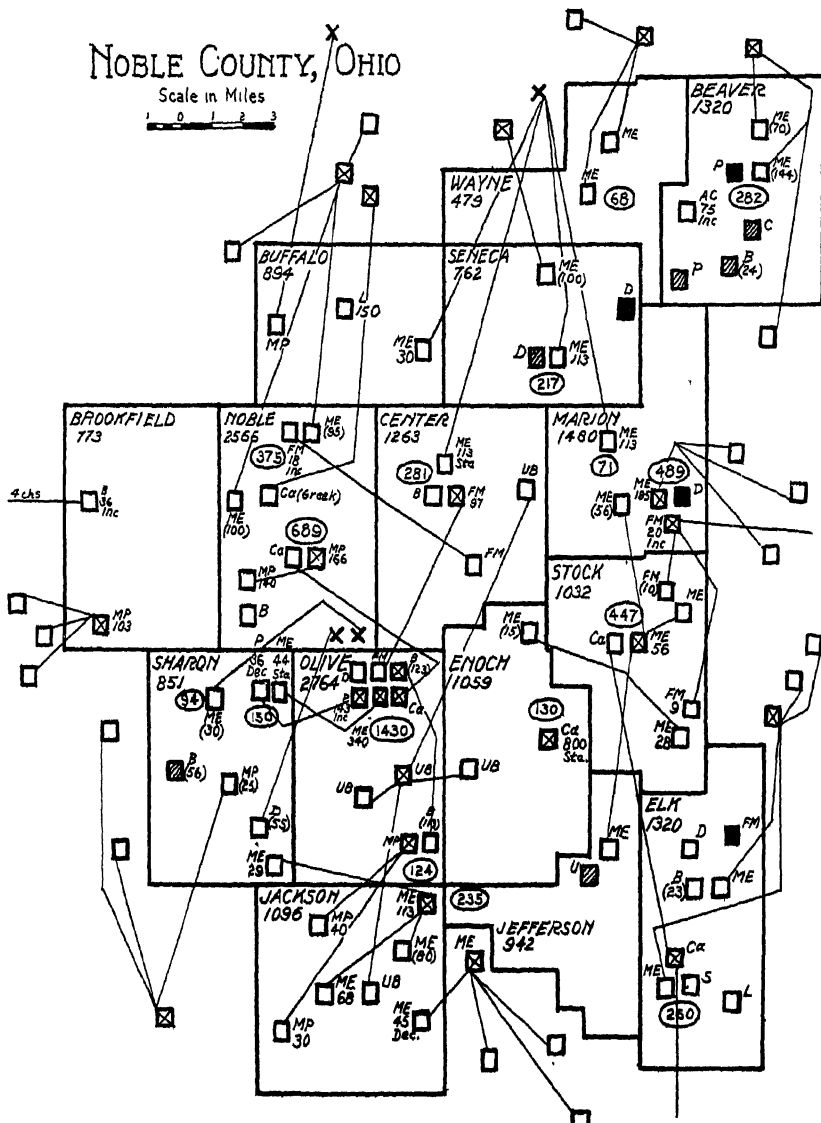 NOBLE COUNTY, OHIO
Scale in Miles
1 0 1 2 3
BEAVER
1320
ME
(70)
P
ME
(144)
282
AC
75
Inc
C
P
B
(24)
WAYNE
479
ME
ME
68
BUFFALO
894
MP
L
150
ME
30
SENECA
762
ME
(100)
D
D
ME
113
217
BROOKFIELD
773
4 chs
B
36
Inc
MP
103
NOBLE
2566
375
FM
18
Inc
ME
(95)
ME
(100)
Ca (Greek)
689
Ca
MP
166
MP
140
B
CENTER
1263
281
ME
113
Sta
B
FM
97
UB
FM
MARION
1480
ME
113
71
489
ME
(56)
ME
185
D
FM
20
Inc
STOCK
1032
FM
(10)
ME
447
Ca
ME
56
FM
9
ME
28
SHARON
851
94
ME
(30)
P
36
Dec
ME
44
Sta
150
B
(56)
MP
(25)
D
(55)
ME
29
OLIVE
2764
D
FM
B
(123)
P
143
Inc
ME
340
Ca
1430
UB
UB
MP
B
(110)
124
ENOCH
1059
ME
(15)
130
Ca
800
Sta.
UB
ELK
1320
D
FM
B
(23)
ME
Ca
ME
S
L
260
JACKSON
1096
MP
40
ME
113
ME
(80)
ME
68
UB
MP
30
ME
45
Dec.
235
JEFFERSON
942
ME
U
ME